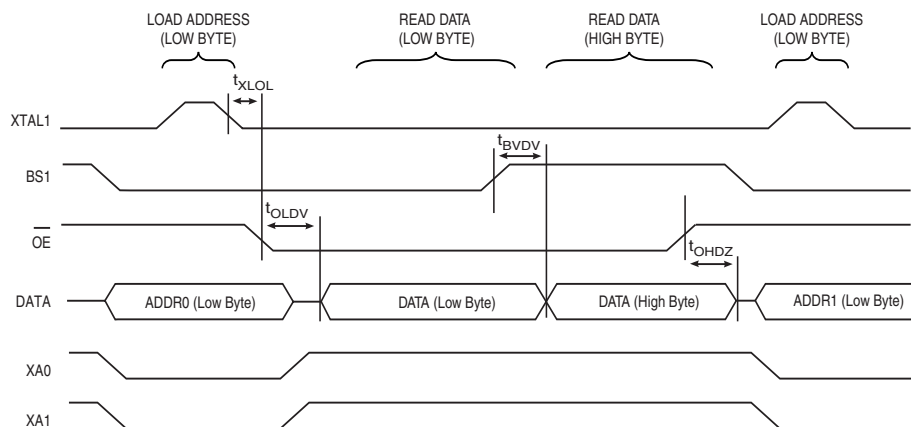 LOAD ADDRESS
(LOW BYTE)
READ DATA
(LOW BYTE)
READ DATA
(HIGH BYTE)
LOAD ADDRESS
(LOW BYTE)
tXLOL
XTAL1
tBVDV
BS1
tOLDV
OE
tOHDZ
DATA
ADDR0 (Low Byte)
DATA (Low Byte)
DATA (High Byte)
ADDR1 (Low Byte)
XA0
XA1